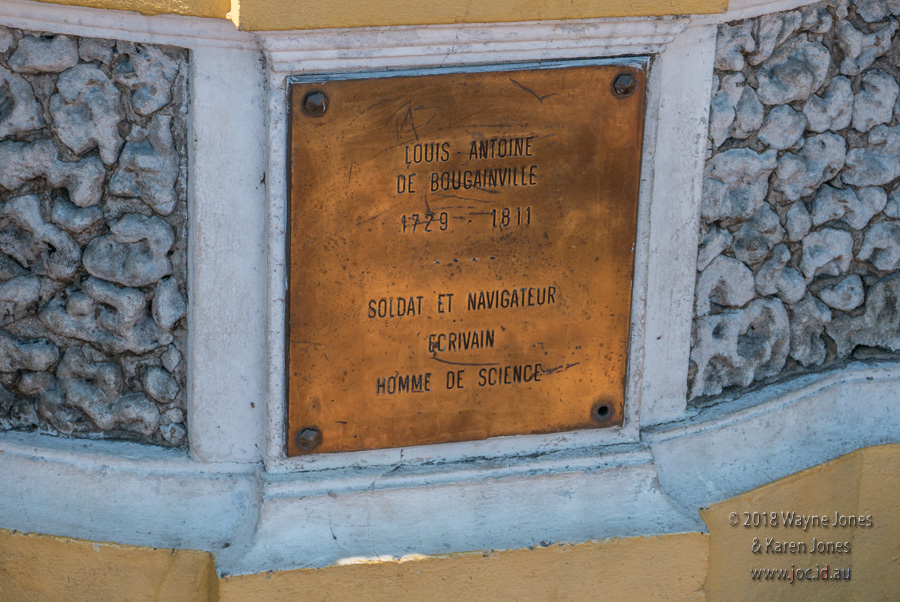 LOUIS - ANTOINE
DE BOUGAINVILLE
1729 - 1811
SOLDAT ET NAVIGATEUR
ECRIVAIN
HOMME DE SCIENCE
© 2018 Wayne Jones
& Karen Jones
www.joc.id.au